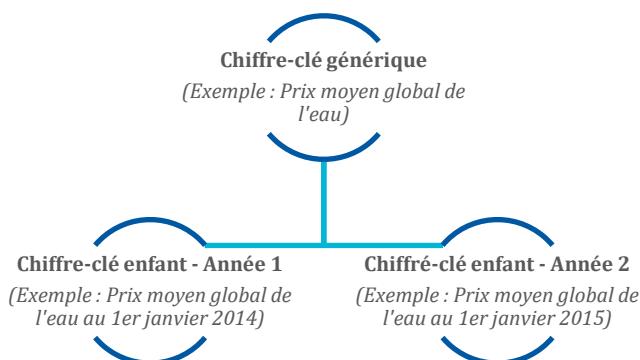 Chiffre-clé générique
(Exemple : Prix moyen global de
l'eau)
Chiffre-clé enfant - Année 1
(Exemple : Prix moyen global de
l'eau au 1er janvier 2014)
Chiffré-clé enfant - Année 2
(Exemple : Prix moyen global de
l'eau au 1er janvier 2015)